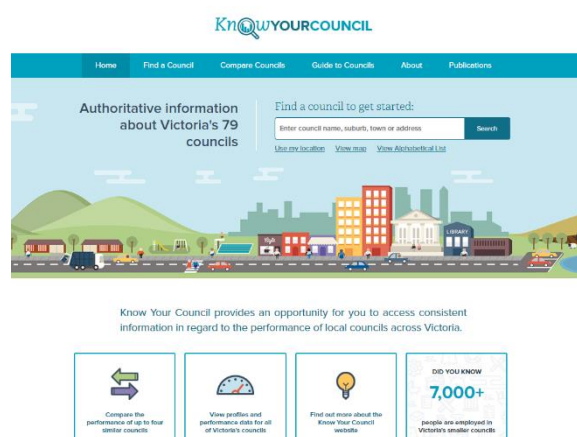 KnowYOURCOUNCIL
Home Find a Council Compare Councils Guide to Councils About Publications
Authoritative information
about Victoria's 79
councils
Find a council to get started:
Enter council name, suburb, town or address Search
Use my location View map View Alphabetical List
LIBRARY
Know Your Council provides an opportunity for you to access consistent
information in regard to the performance of local councils across Victoria.
Compare the
performance of up to four
similar councils
View profiles and
performance data for all
of Victoria's councils
Find out more about the
Know Your Council
website
DID YOU KNOW
7,000+
people are employed in
Victoria's smaller councils